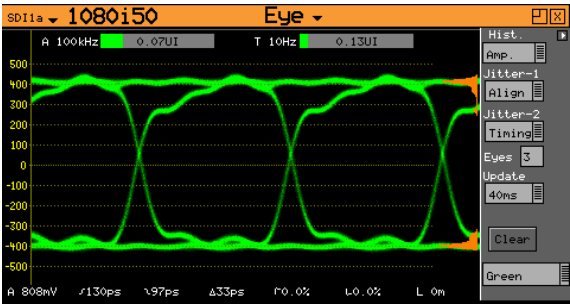 SDI1a 1080i50 Eye
Hist.
A 100kHz 0.07UI T 10Hz 0.13UI
Amp.
500
Jitter-1
400
Align
300
Jitter-2
200
Timing
100
Eyes 3
0
Update
-100
40ms
-200
-300
Clear
-400
-500
Green
A 808mV 130ps 97ps Δ33ps 0.0% 0.0% L 0m